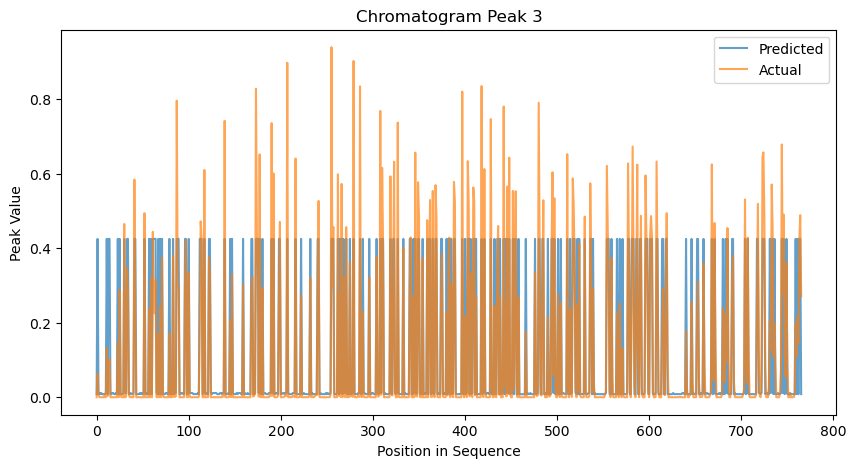 Chromatogram Peak 3
Predicted
Actual
Peak Value
0.8
0.6
0.4
0.2
0.0
0 100 200 300 400 500 600 700 800
Position in Sequence